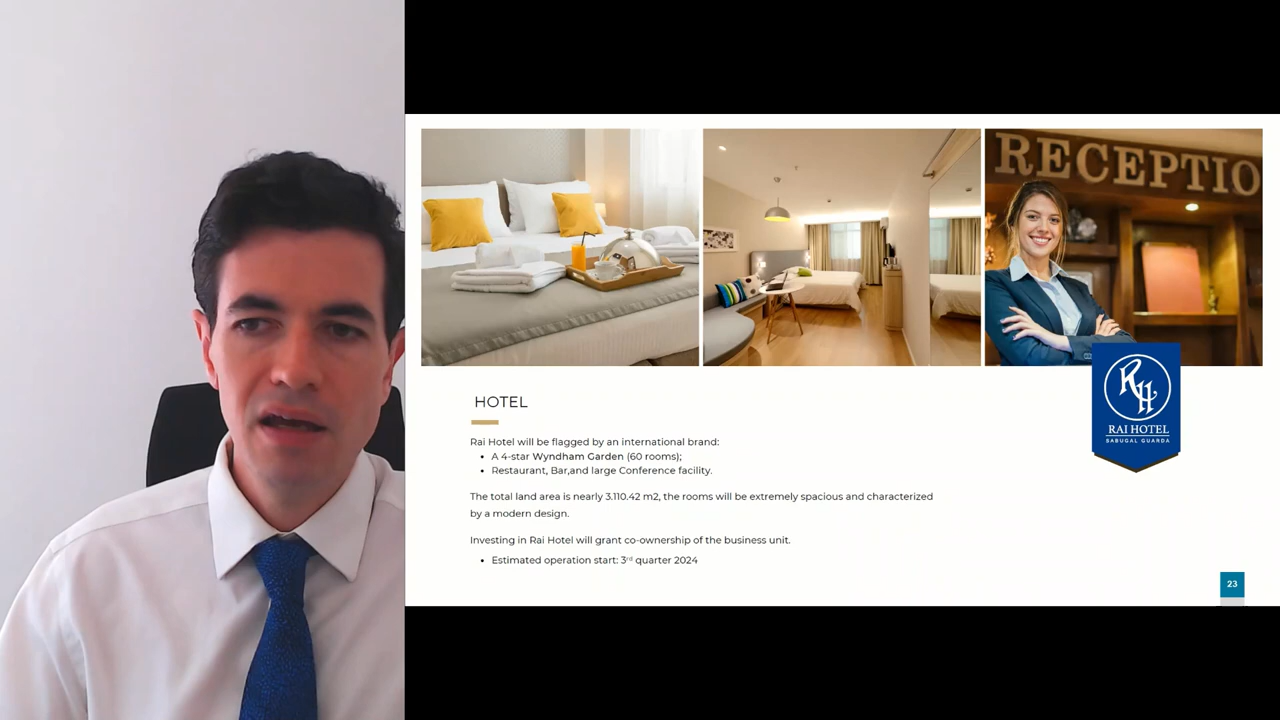 RECEPTIO
RH
RAI HOTEL
SABUGAL GUARDA
HOTEL
Rai Hotel will be flagged by an international brand:
• A 4-star Wyndham Garden (60 rooms);
• Restaurant, Bar,and large Conference facility.
The total land area is nearly 3.110.42 m2, the rooms will be extremely spacious and characterized
by a modern design.
Investing in Rai Hotel will grant co-ownership of the business unit.
• Estimated operation start: 3rd quarter 2024
23